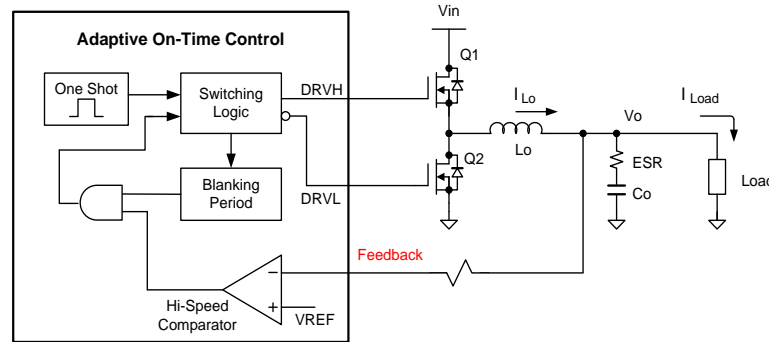 Vin
Adaptive On-Time Control
Q1
One Shot
Switching
Logic
DRVH
I Lo
I Load
Vo
Lo
Q2
ESR
Co
Load
Blanking
Period
DRVL
Feedback
−
+
VREF
Hi-Speed
Comparator